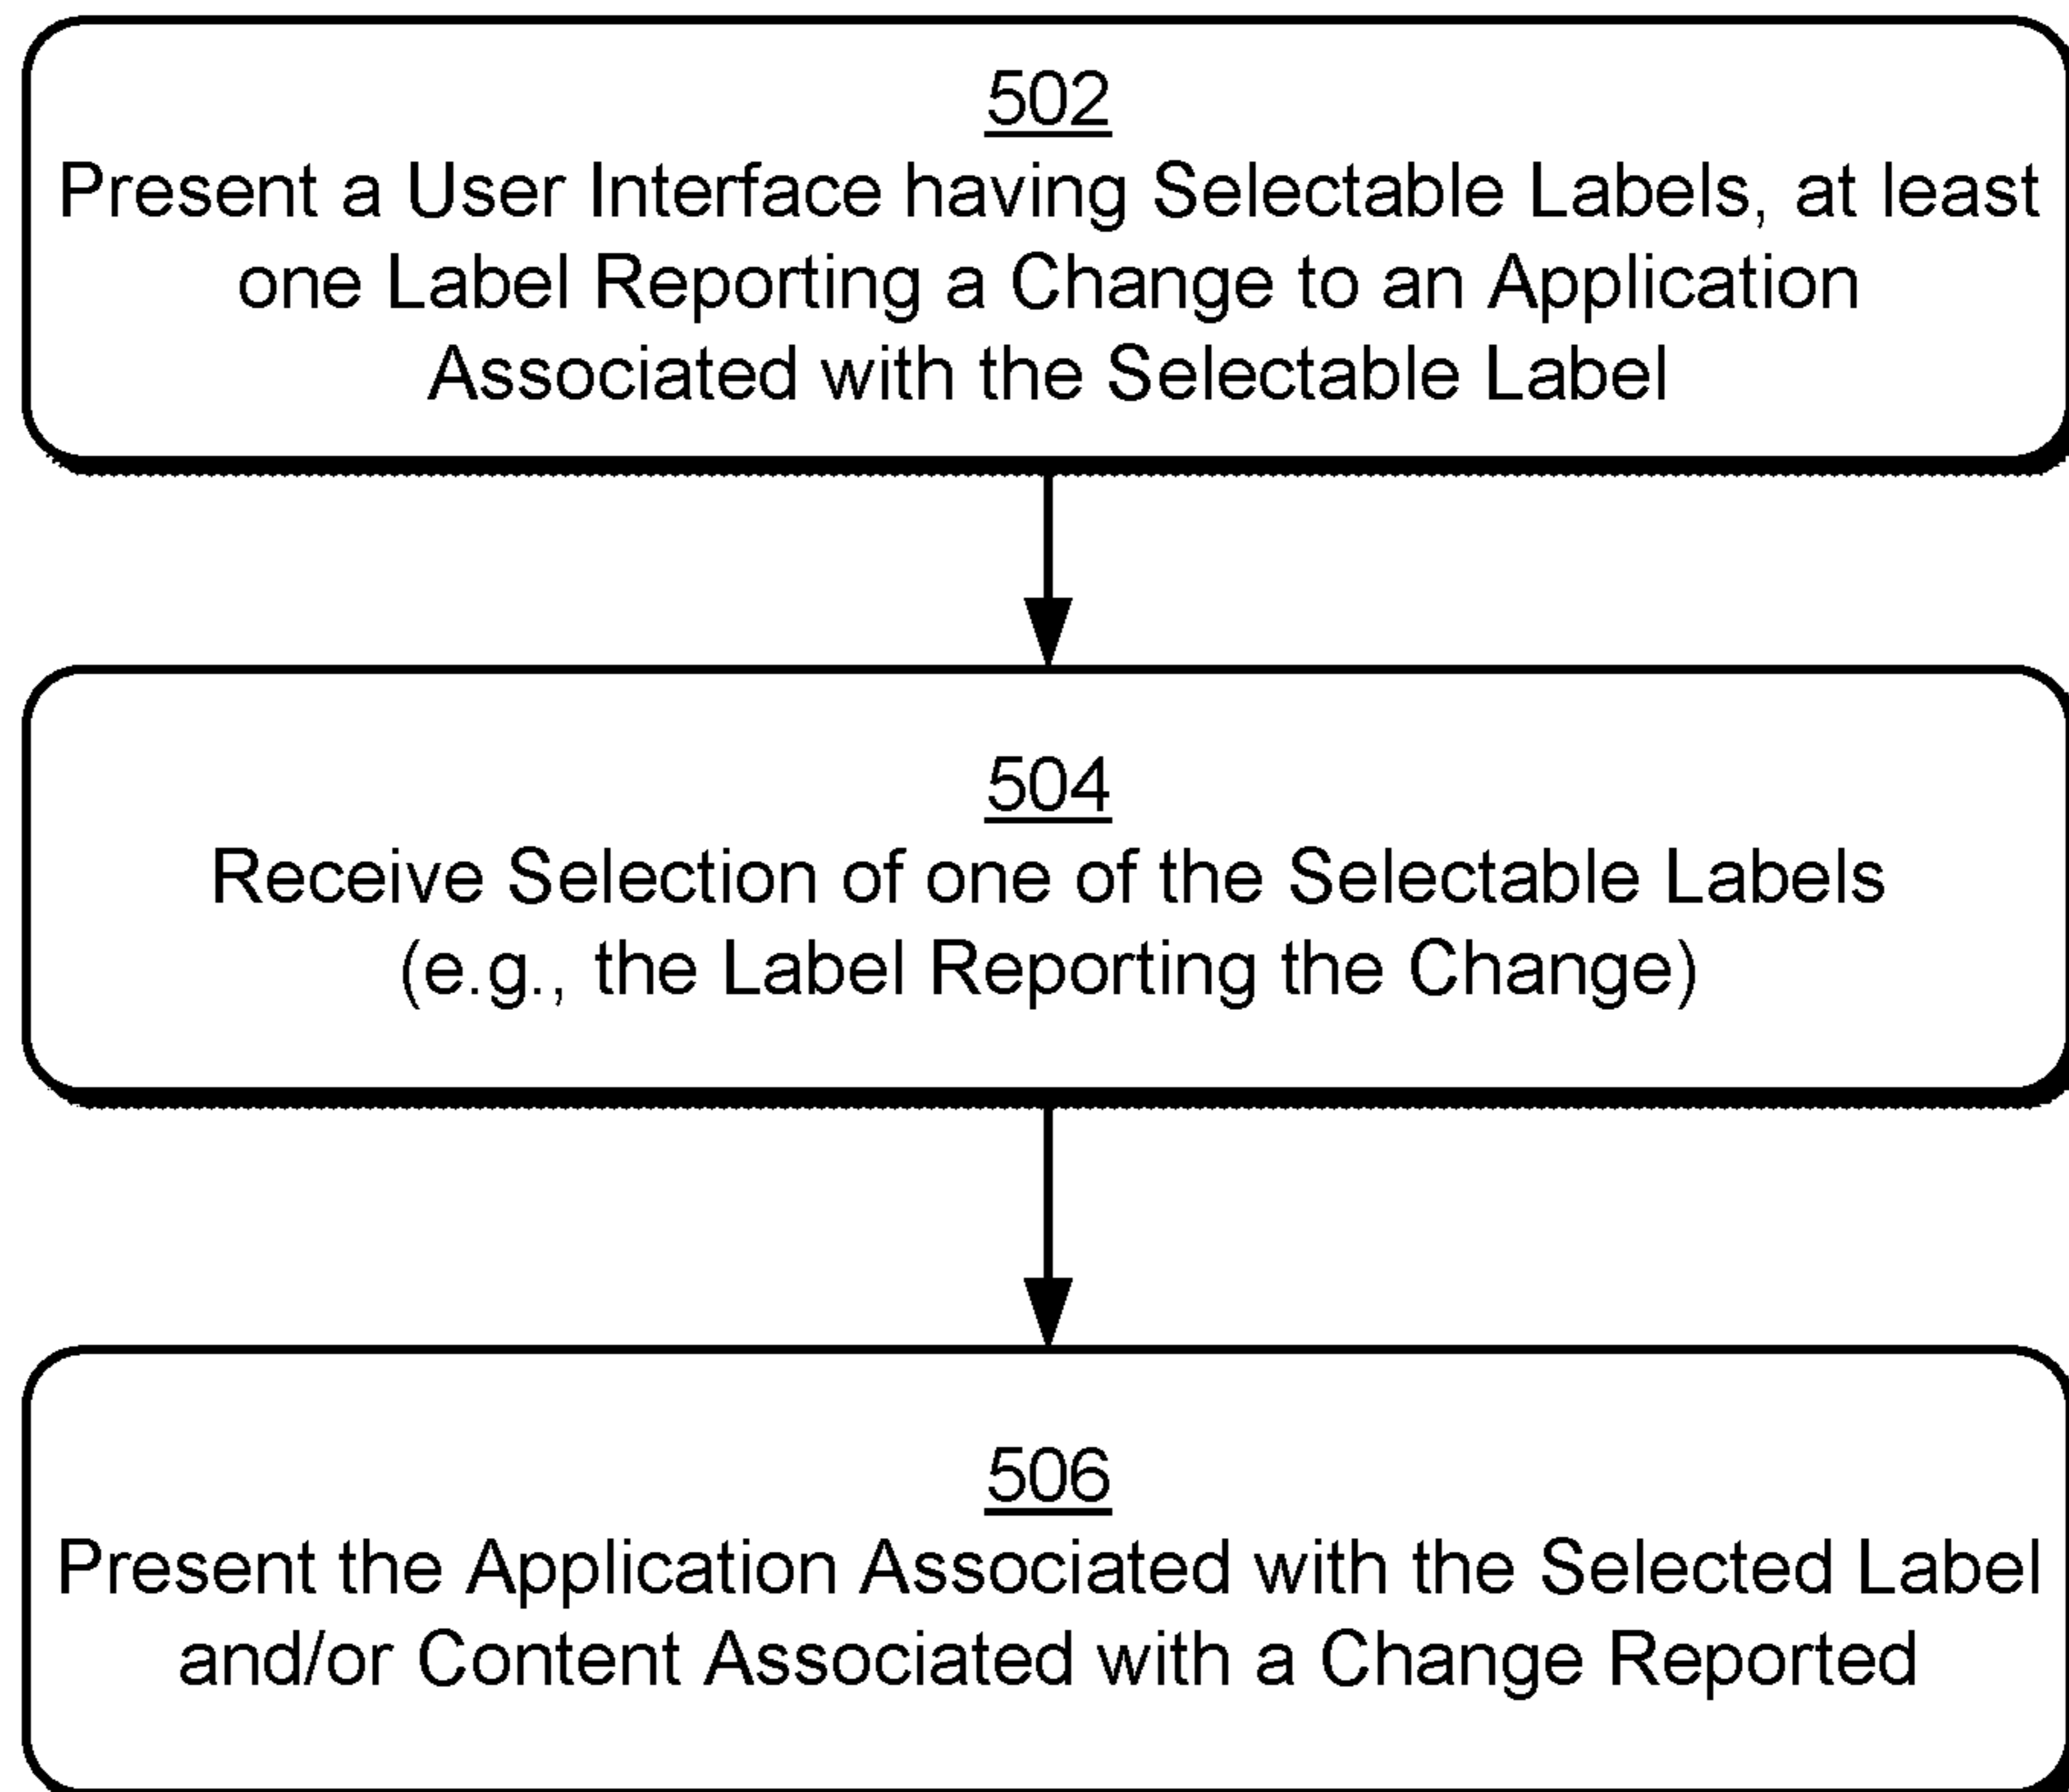 502
Present a User Interface having Selectable Labels, at least
one Label Reporting a Change to an Application
Associated with the Selectable Label
504
Receive Selection of one of the Selectable Labels
(e.g., the Label Reporting the Change)
506
Present the Application Associated with the Selected Label
and/or Content Associated with a Change Reported